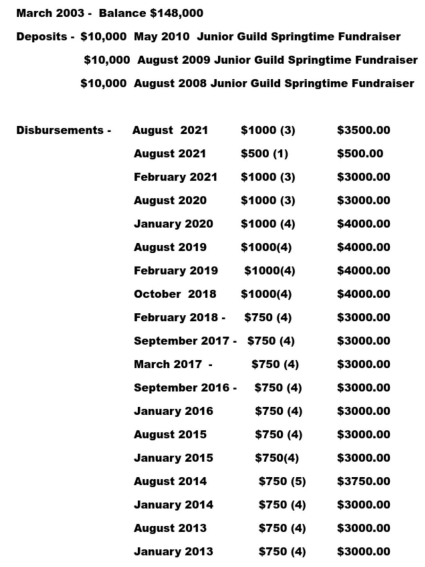 March 2003 - Balance $148,000
Deposits - $10,000 May 2010 Junior Guild Springtime Fundraiser
$10,000 August 2009 Junior Guild Springtime Fundraiser
$10,000 August 2008 Junior Guild Springtime Fundraiser
Disbursements - August 2021 $1000 (3) $3500.00
August 2021 $500 (1) $500.00
February 2021 $1000 (3) $3000.00
August 2020 $1000 (3) $3000.00
January 2020 $1000 (4) $4000.00
August 2019 $1000(4) $4000.00
February 2019 $1000(4) $4000.00
October 2018 $1000(4) $4000.00
February 2018 - $750 (4) $3000.00
September 2017 - $750 (4) $3000.00
March 2017 - $750 (4) $3000.00
September 2016 - $750 (4) $3000.00
January 2016 $750 (4) $3000.00
August 2015 $750 (4) $3000.00
January 2015 $750(4) $3000.00
August 2014 $750 (5) $3750.00
January 2014 $750 (4) $3000.00
August 2013 $750 (4) $3000.00
January 2013 $750 (4) $3000.00